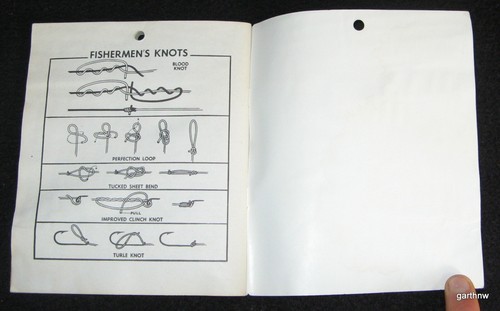 FISHERMEN'S KNOTS
BLOOD
KNOT
PERFECTION LOOP
TUCKED SHEET BEND
PULL
IMPROVED CLINCH KNOT
TURLE KNOT
garthnw